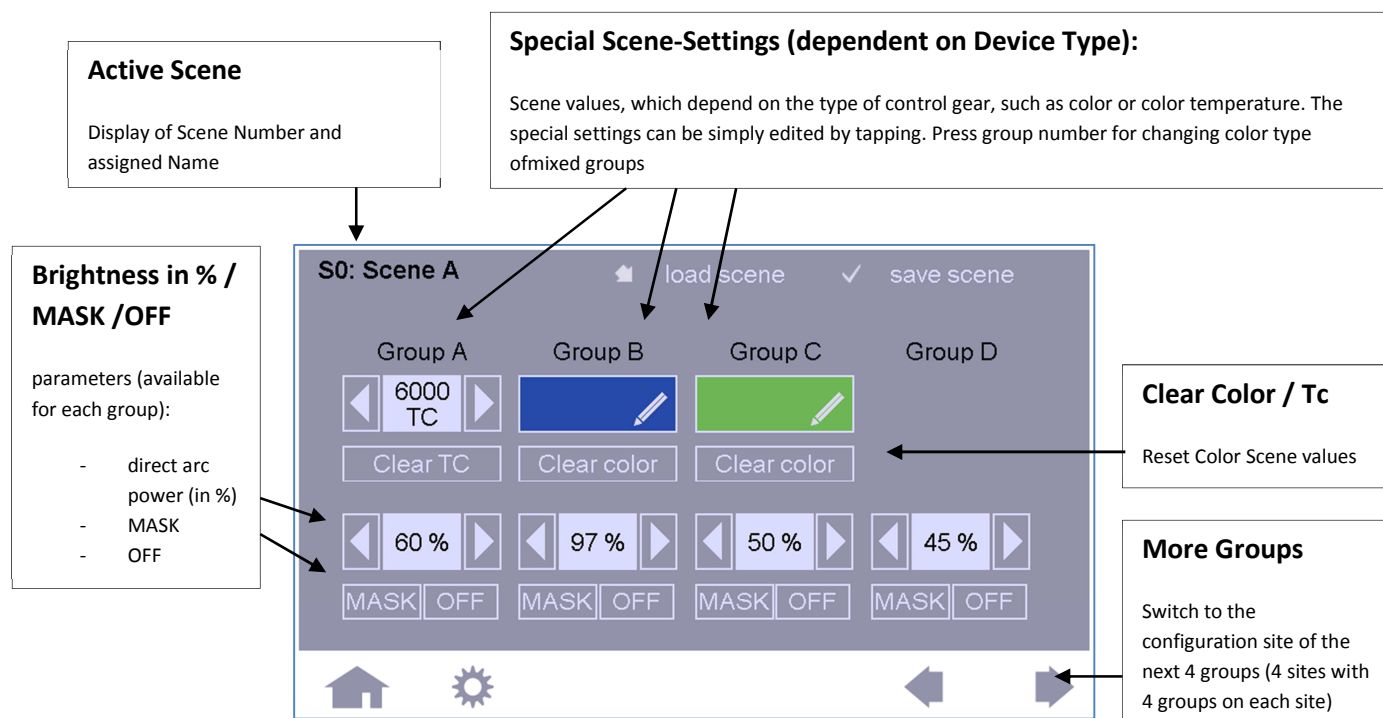 Active Scene
Display of Scene Number and
assigned Name
Special Scene-Settings (dependent on Device Type):
Scene values, which depend on the type of control gear, such as color or color temperature. The
special settings can be simply edited by tapping. Press group number for changing color type
ofmixed groups
Brightness in % /
MASK /OFF
parameters (available
for each group):
- direct arc
power (in %)
- MASK
- OFF
S0: Scene A
load scene
save scene
Group A Group B Group C Group D
6000
TC
Clear TC Clear color Clear color
60 % 97 % 50 % 45 %
MASK OFF MASK OFF MASK OFF MASK OFF
Clear Color / Tc
Reset Color Scene values
More Groups
Switch to the
configuration site of the
next 4 groups (4 sites with
4 groups on each site)